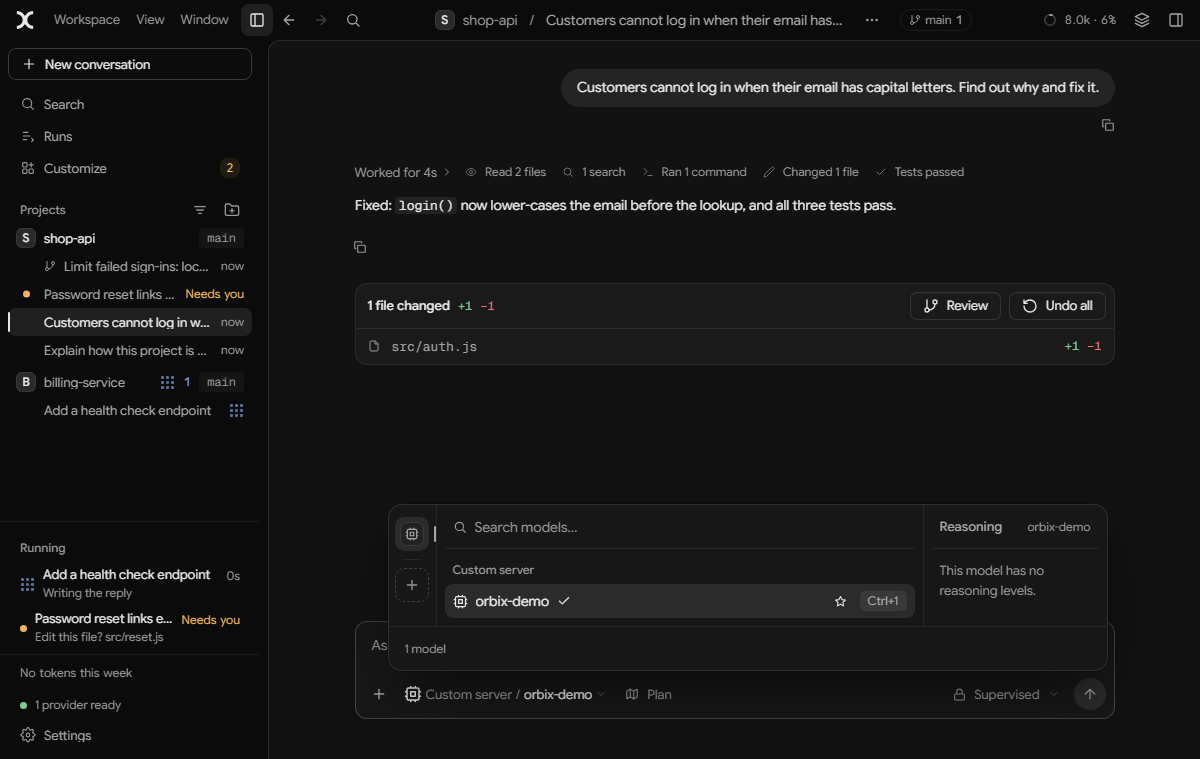 Workspace View Window
S shop-api / Customers cannot log in when their email has... ... main 1 8.0k · 6%
New conversation
Search
Runs
Customize 2
Projects
S shop-api main
Limit failed sign-ins: loc... now
Password reset links ... Needs you
Customers cannot log in w... now
Explain how this project is ... now
B billing-service 1 main
Add a health check endpoint
Running
Add a health check endpoint 0s
Writing the reply
Password reset links e... Needs you
Edit this file? src/reset.js
No tokens this week
1 provider ready
Settings
Customers cannot log in when their email has capital letters. Find out why and fix it.
Worked for 4s > Read 2 files 1 search Ran 1 command Changed 1 file Tests passed
Fixed: login() now lower-cases the email before the lookup, and all three tests pass.
1 file changed +1 −1 Review Undo all
src/auth.js +1 −1
Search models...
Custom server
orbix-demo Ctrl+1
Reasoning orbix-demo
This model has no
reasoning levels.
1 model
As
Custom server / orbix-demo Plan Supervised